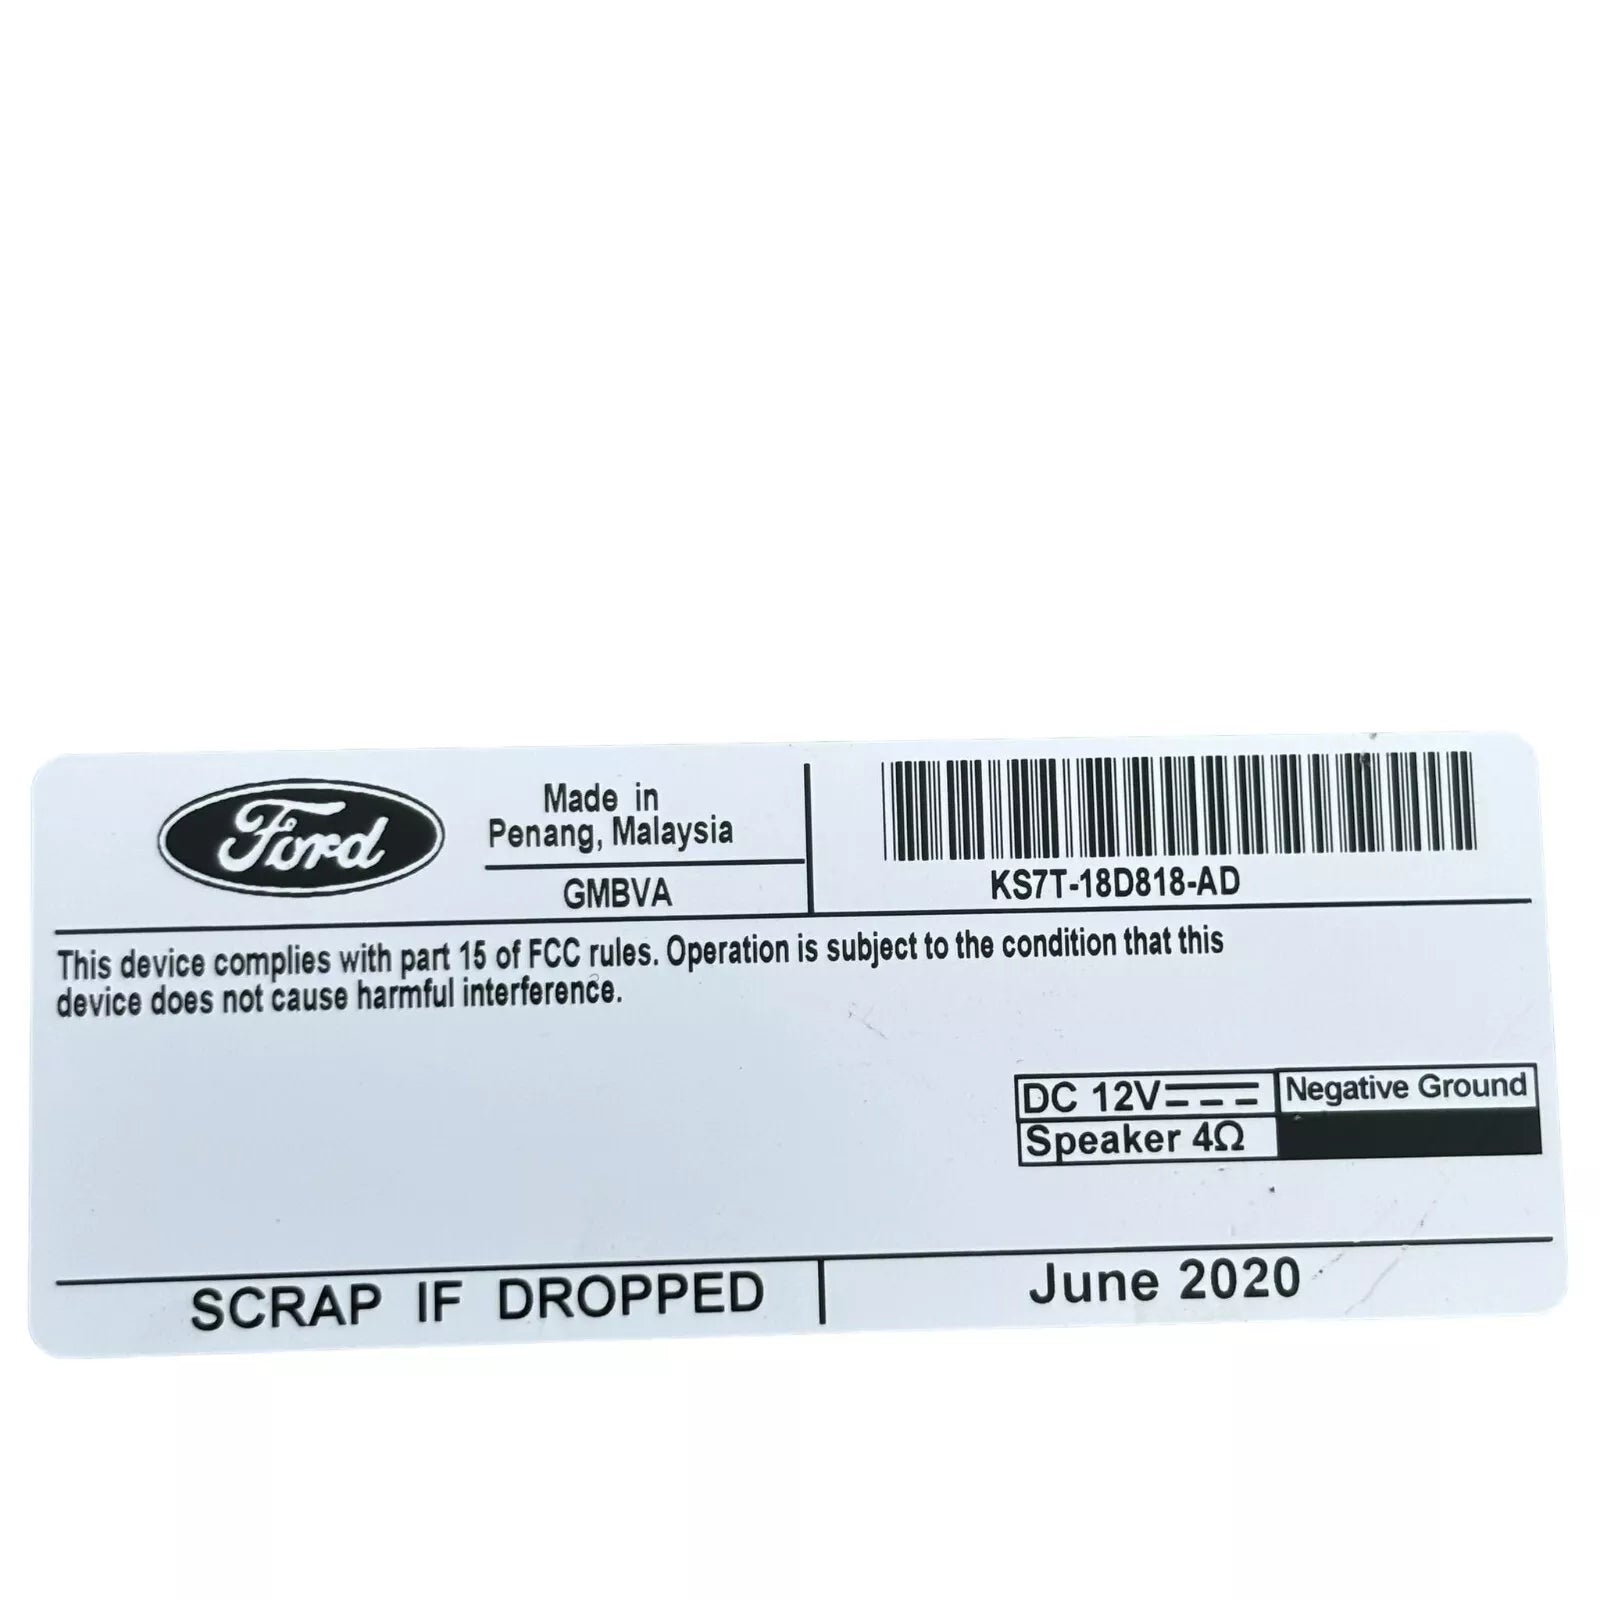 Ford
Made in
Penang, Malaysia
GMBVA
KS7T-18D818-AD
This device complies with part 15 of FCC rules. Operation is subject to the condition that this
device does not cause harmful interference.
DC 12V⎓ Negative Ground
Speaker 4Ω
SCRAP IF DROPPED
June 2020